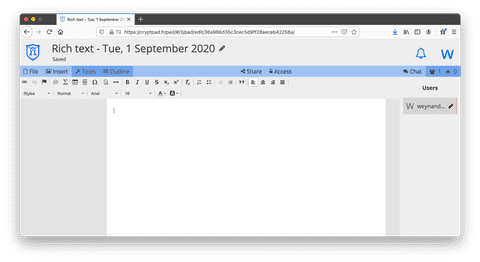 Rich text - Tue, 1 September 2020
https://cryptpad.fr/pad/#/3/pad/edit/
Rich text - Tue, 1 September 2020
Saved
W
File Insert Tools Outline Share Access Chat 1 0
Styles Normal Arial 16 A A
Users
W weynand...